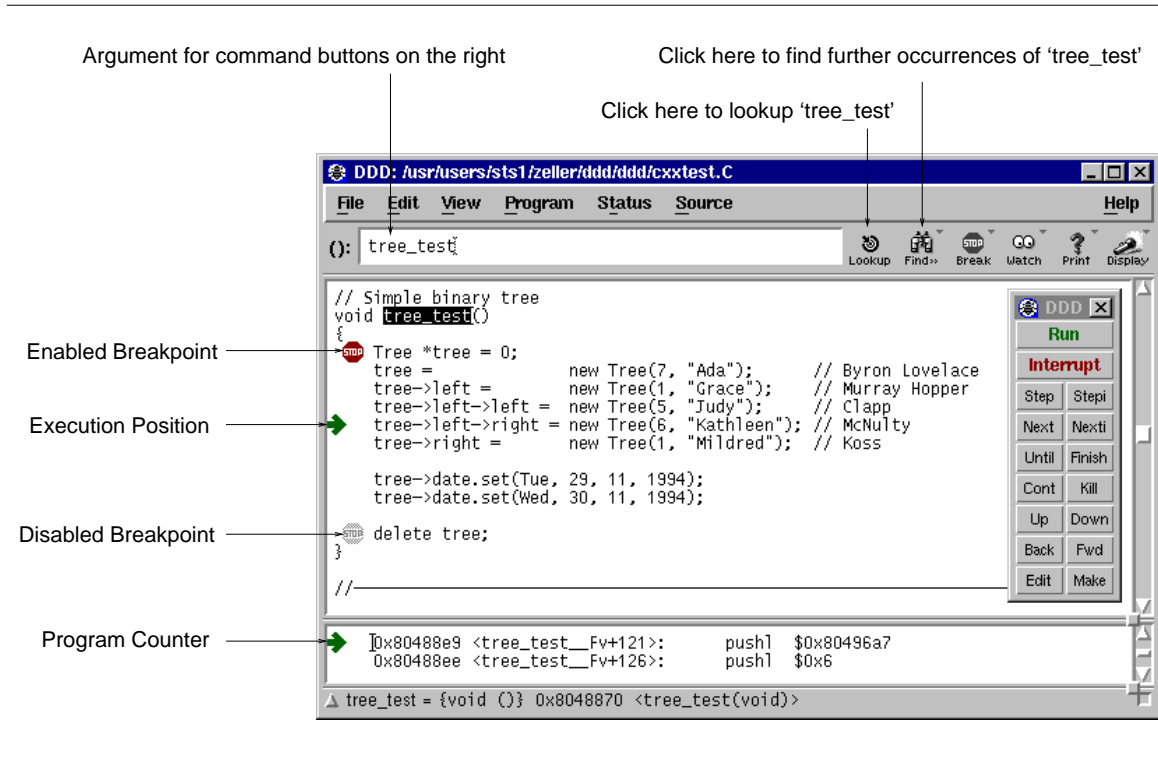 Argument for command buttons on the right
Click here to find further occurrences of ‘tree_test’
Click here to lookup ‘tree_test’
DDD: /usr/users/sts1/zeller/ddd/ddd/cxxtest.C
File Edit View Program Status Source Help
(): tree_test
Lookup Find» Break Watch Print Display
// Simple binary tree
void tree_test()
{
Enabled Breakpoint
STOP Tree *tree = 0;
tree = new Tree(7, "Ada"); // Byron Lovelace
tree->left = new Tree(1, "Grace"); // Murray Hopper
tree->left->left = new Tree(5, "Judy"); // Clapp
Execution Position
tree->left->right = new Tree(6, "Kathleen"); // McNulty
tree->right = new Tree(1, "Mildred"); // Koss
tree->date.set(Tue, 29, 11, 1994);
tree->date.set(Wed, 30, 11, 1994);
Disabled Breakpoint
STOP delete tree;
}
//
DDD
Run
Interrupt
Step Stepi
Next Nexti
Until Finish
Cont Kill
Up Down
Back Fwd
Edit Make
Program Counter
0x80488e9 <tree_test__Fv+121>: pushl $0x80496a7
0x80488ee <tree_test__Fv+126>: pushl $0x6
tree_test = {void ()} 0x8048870 <tree_test(void)>